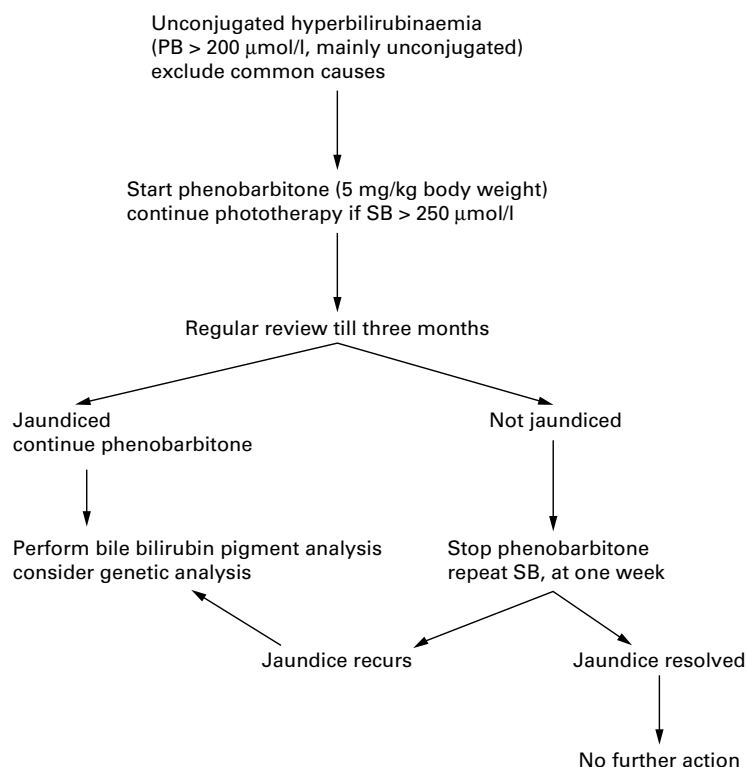 Unconjugated hyperbilirubinaemia
(PB > 200 μmol/l, mainly unconjugated)
exclude common causes
Start phenobarbitone (5 mg/kg body weight)
continue phototherapy if SB > 250 μmol/l
Regular review till three months
Jaundiced
continue phenobarbitone
Not jaundiced
Perform bile bilirubin pigment analysis
consider genetic analysis
Stop phenobarbitone
repeat SB, at one week
Jaundice recurs
Jaundice resolved
No further action